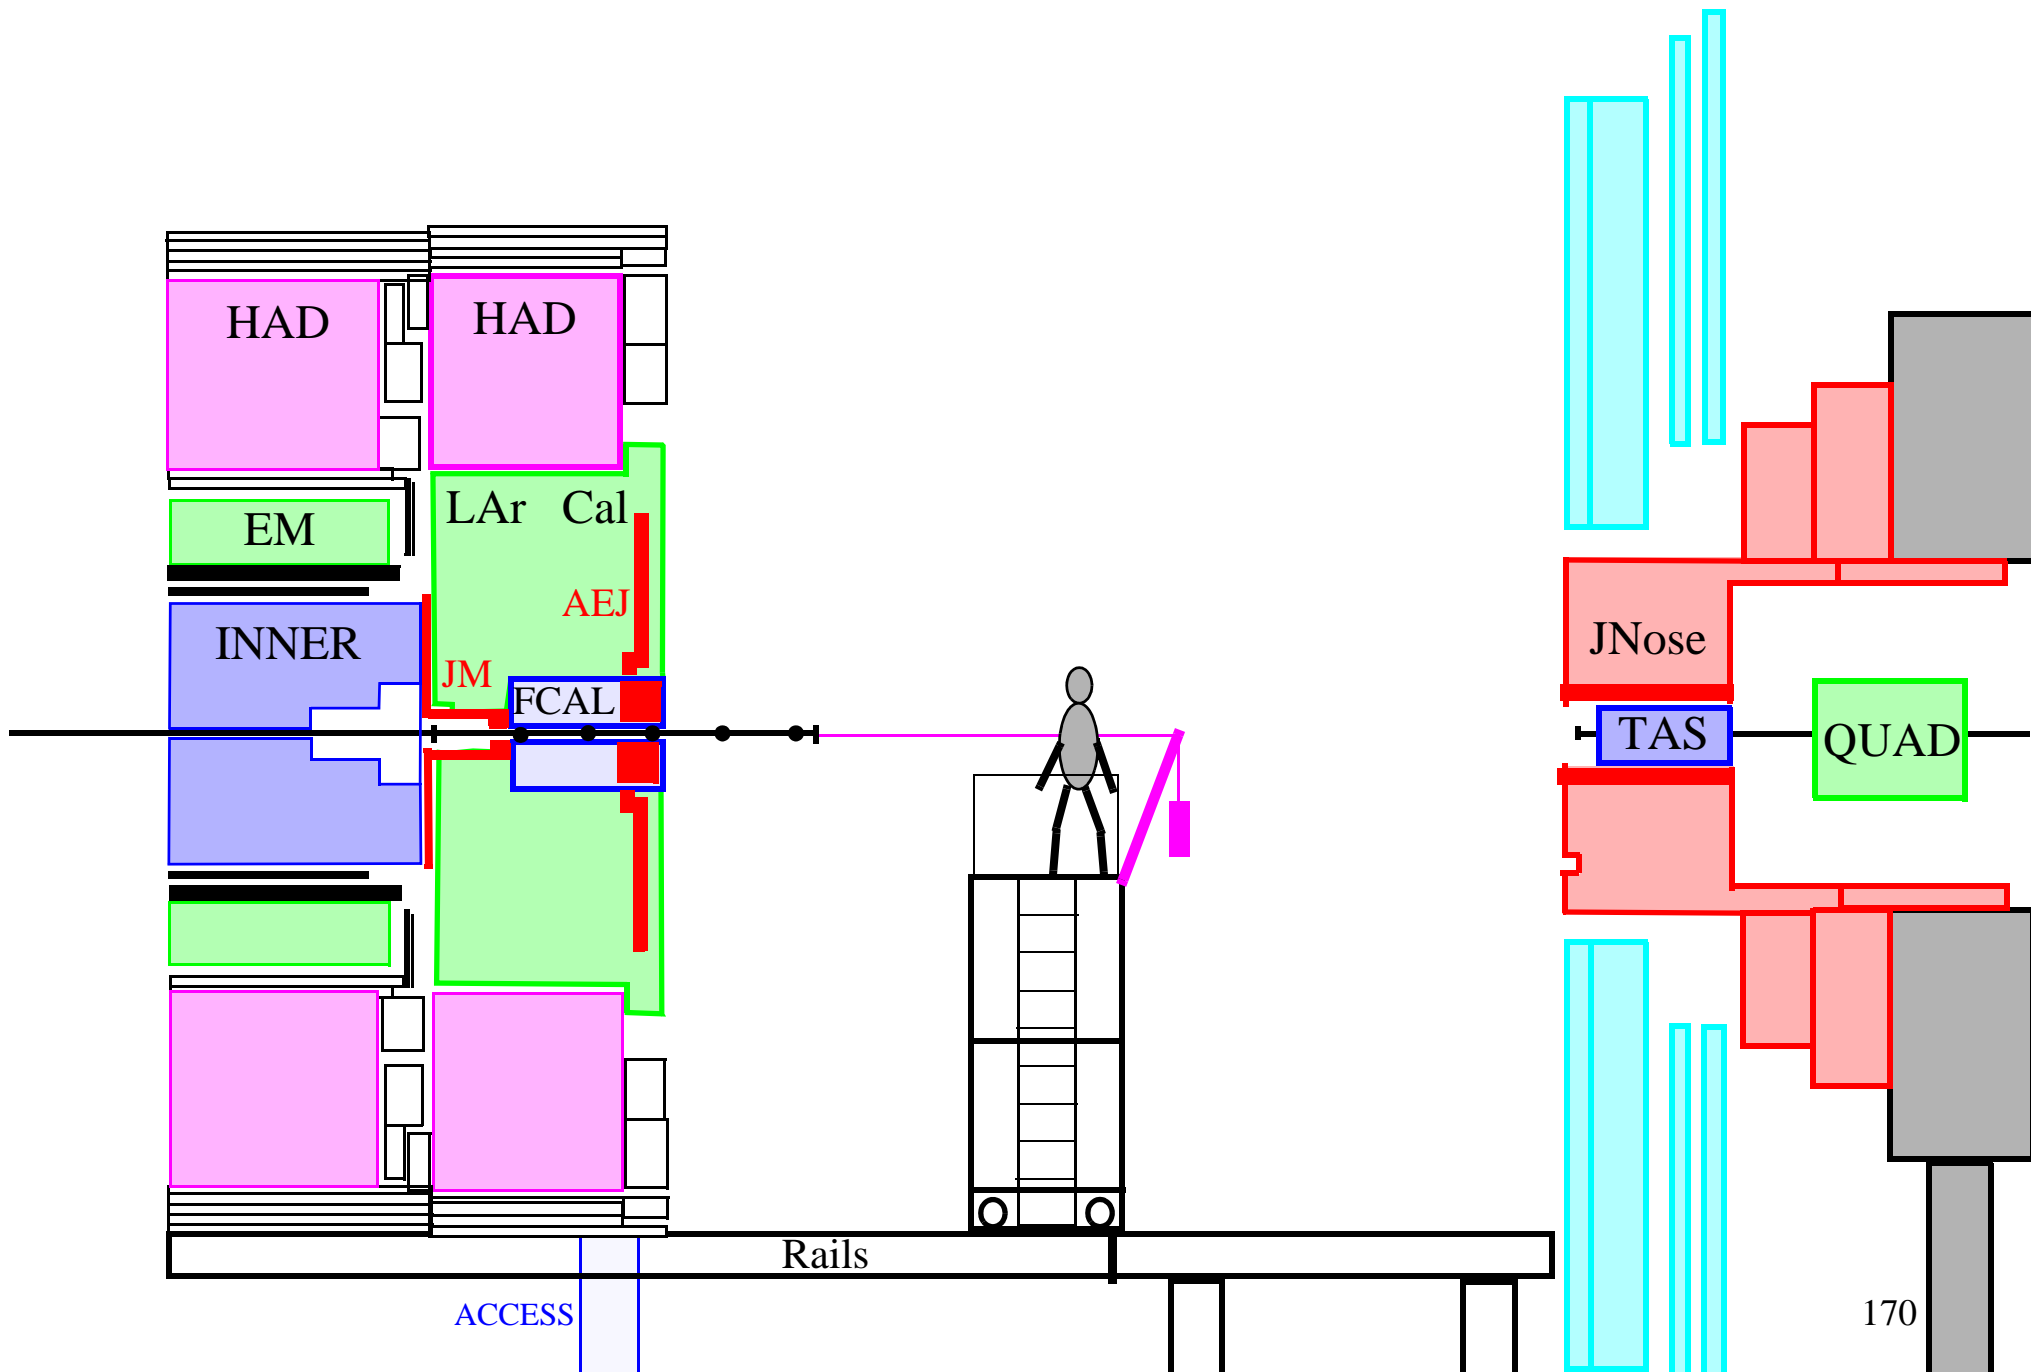 HAD
HAD
LAr Cal
EM
AEJ
INNER
JM
FCAL
JNose
TAS
QUAD
Rails
ACCESS
170